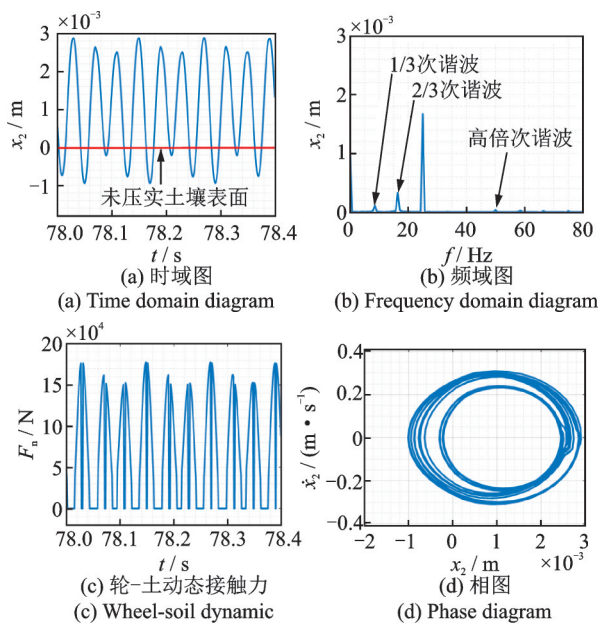 ×10⁻³
3
2
1
0
−1
x₂ / m
未压实土壤表面
78.0 78.1 78.2 78.3 78.4
t / s
(a) 时域图
(a) Time domain diagram
×10⁻³
3
2
1
0
x₂ / m
1/3次谐波
2/3次谐波
高倍次谐波
0 20 40 60 80
f / Hz
(b) 频域图
(b) Frequency domain diagram
×10⁴
20
15
10
5
0
Fₙ / N
78.0 78.1 78.2 78.3 78.4
t / s
(c) 轮-土动态接触力
(c) Wheel-soil dynamic
0.4
0.2
0
−0.2
−0.4
ẋ₂ / (m • s⁻¹)
−2 −1 0 1 2 3
x₂ / m ×10⁻³
(d) 相图
(d) Phase diagram